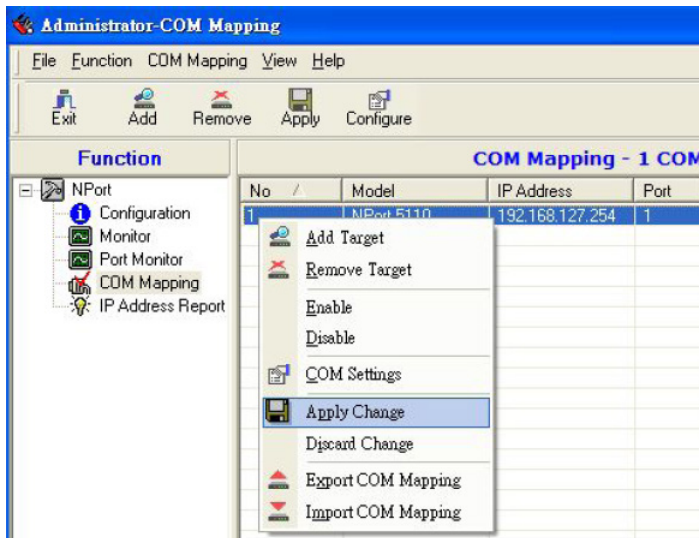 Administrator-COM Mapping
File Function COM Mapping View Help
Exit Add Remove Apply Configure
Function
COM Mapping - 1 COM
NPort
Configuration
Monitor
Port Monitor
COM Mapping
IP Address Report
No Model IP Address Port
1 NPort 5110 192.168.127.254 1
Add Target
Remove Target
Enable
Disable
COM Settings
Apply Change
Discard Change
Export COM Mapping
Import COM Mapping